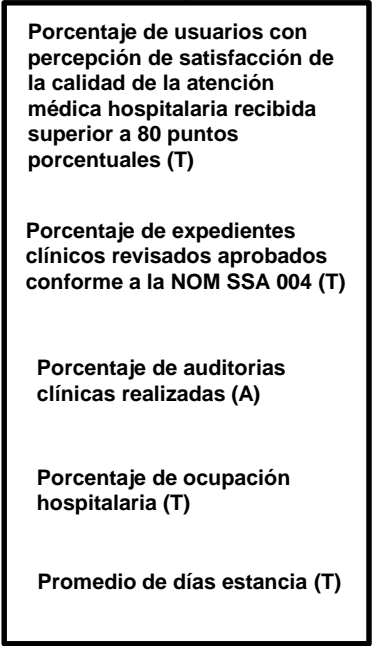 Porcentaje de usuarios con
percepción de satisfacción de
la calidad de la atención
médica hospitalaria recibida
superior a 80 puntos
porcentuales (T)
Porcentaje de expedientes
clínicos revisados aprobados
conforme a la NOM SSA 004 (T)
Porcentaje de auditorias
clínicas realizadas (A)
Porcentaje de ocupación
hospitalaria (T)
Promedio de días estancia (T)